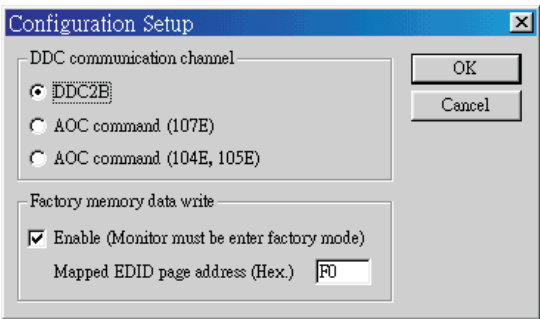 Configuration Setup
DDC communication channel
OK
DDC2B
Cancel
AOC command (107E)
AOC command (104E, 105E)
Factory memory data write
Enable (Monitor must be enter factory mode)
Mapped EDID page address (Hex.) F0